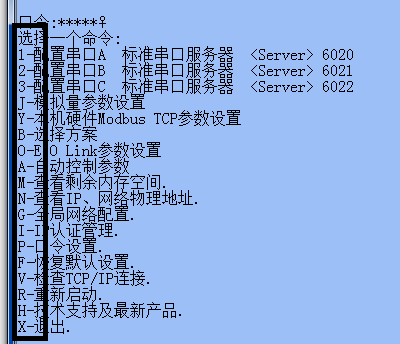 口令:*****♀
选择一个命令:
1-配置串口A 标准串口服务器 <Server> 6020
2-配置串口B 标准串口服务器 <Server> 6021
3-配置串口C 标准串口服务器 <Server> 6022
J-模拟量参数设置
Y-本机硬件Modbus TCP参数设置
B-选择方案
O-EIO Link参数设置
A-自动控制参数
M-查看剩余内存空间.
N-查看IP、网络物理地址.
G-全局网络配置.
I-IP认证管理.
P-口令设置.
F-恢复默认设置.
V-检查TCP/IP连接.
R-重新启动.
H-技术支持及最新产品.
X-退出.